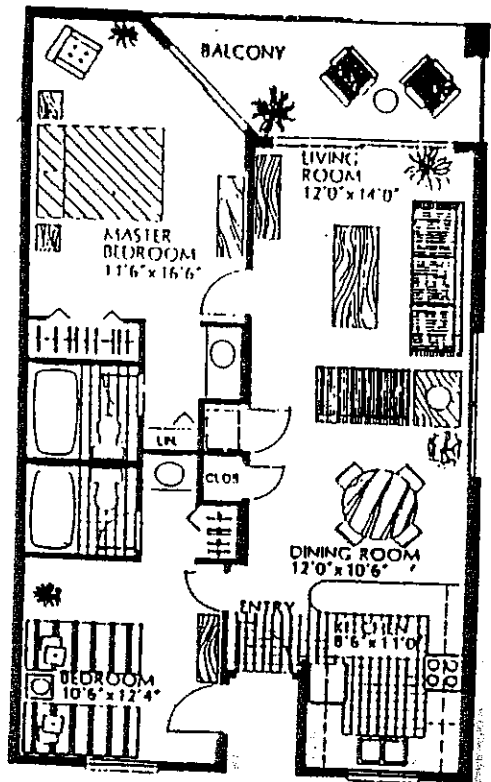 BALCONY
LIVING
ROOM
12'0" x 14'0"
MASTER
BEDROOM
11'6" x 16'6"
LIN.
CLOS
DINING ROOM
12'0" x 10'6"
ENTRY
KITCHEN
8'6" x 11'0"
BEDROOM
10'6" x 12'4"